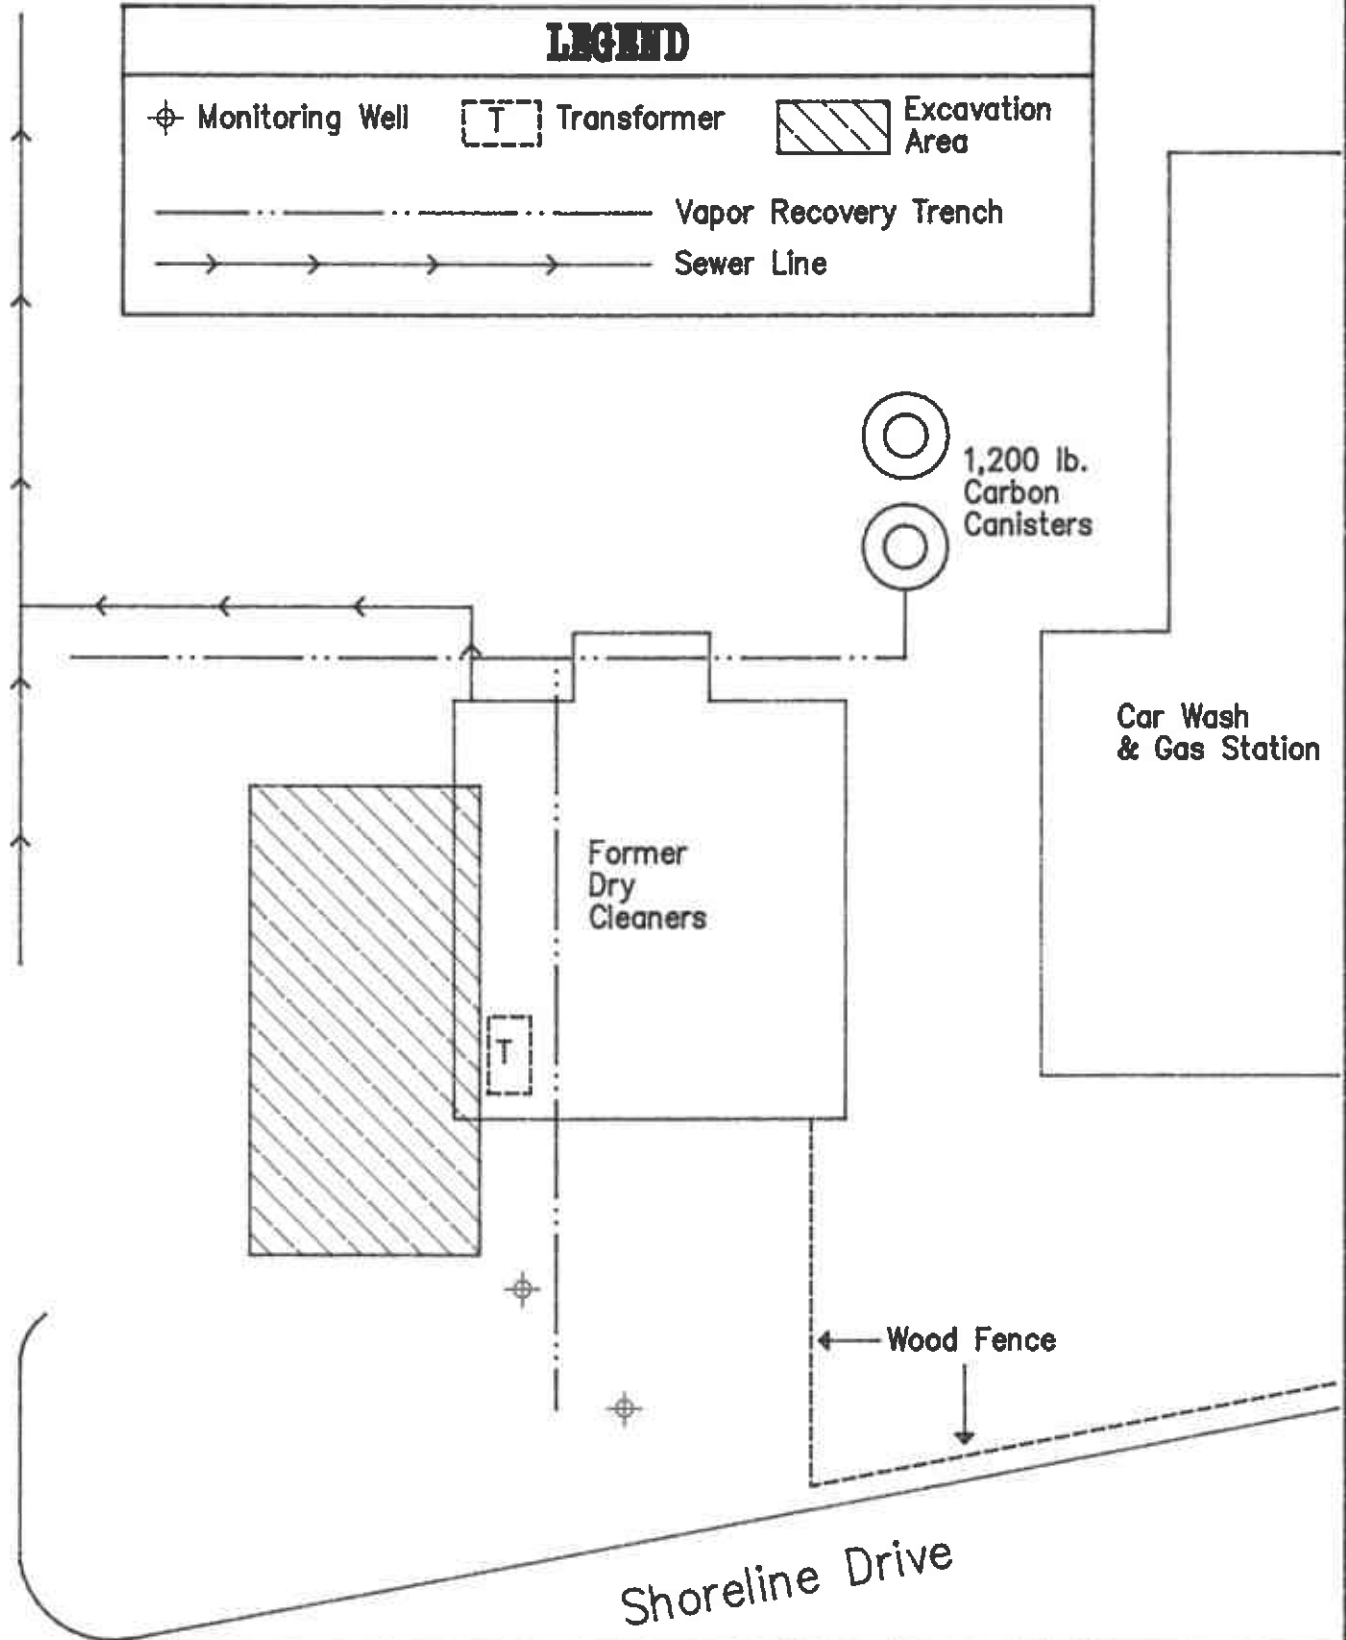 LEGEND
Monitoring Well
T
Transformer
Excavation
Area
Vapor Recovery Trench
Sewer Line
1,200 lb.
Carbon
Canisters
Car Wash
& Gas Station
Former
Dry
Cleaners
T
Wood Fence
Shoreline Drive